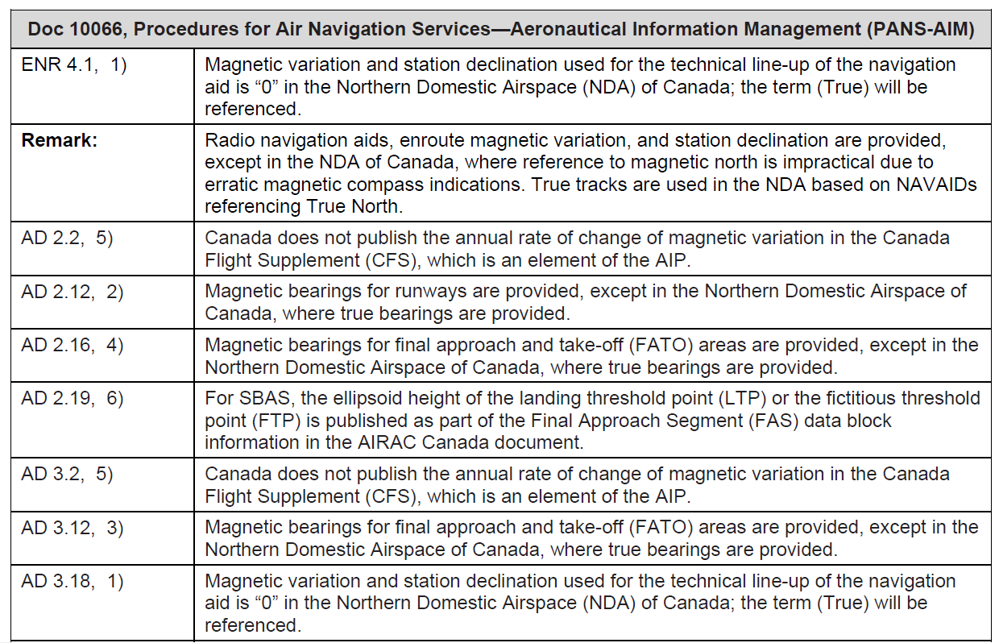 Doc 10066, Procedures for Air Navigation Services—Aeronautical Information Management (PANS-AIM)
ENR 4.1, 1)
Magnetic variation and station declination used for the technical line-up of the navigation
aid is “0” in the Northern Domestic Airspace (NDA) of Canada; the term (True) will be
referenced.
Remark:
Radio navigation aids, enroute magnetic variation, and station declination are provided,
except in the NDA of Canada, where reference to magnetic north is impractical due to
erratic magnetic compass indications. True tracks are used in the NDA based on NAVAIDs
referencing True North.
AD 2.2, 5)
Canada does not publish the annual rate of change of magnetic variation in the Canada
Flight Supplement (CFS), which is an element of the AIP.
AD 2.12, 2)
Magnetic bearings for runways are provided, except in the Northern Domestic Airspace of
Canada, where true bearings are provided.
AD 2.16, 4)
Magnetic bearings for final approach and take-off (FATO) areas are provided, except in the
Northern Domestic Airspace of Canada, where true bearings are provided.
AD 2.19, 6)
For SBAS, the ellipsoid height of the landing threshold point (LTP) or the fictitious threshold
point (FTP) is published as part of the Final Approach Segment (FAS) data block
information in the AIRAC Canada document.
AD 3.2, 5)
Canada does not publish the annual rate of change of magnetic variation in the Canada
Flight Supplement (CFS), which is an element of the AIP.
AD 3.12, 3)
Magnetic bearings for final approach and take-off (FATO) areas are provided, except in the
Northern Domestic Airspace of Canada, where true bearings are provided.
AD 3.18, 1)
Magnetic variation and station declination used for the technical line-up of the navigation
aid is “0” in the Northern Domestic Airspace (NDA) of Canada; the term (True) will be
referenced.